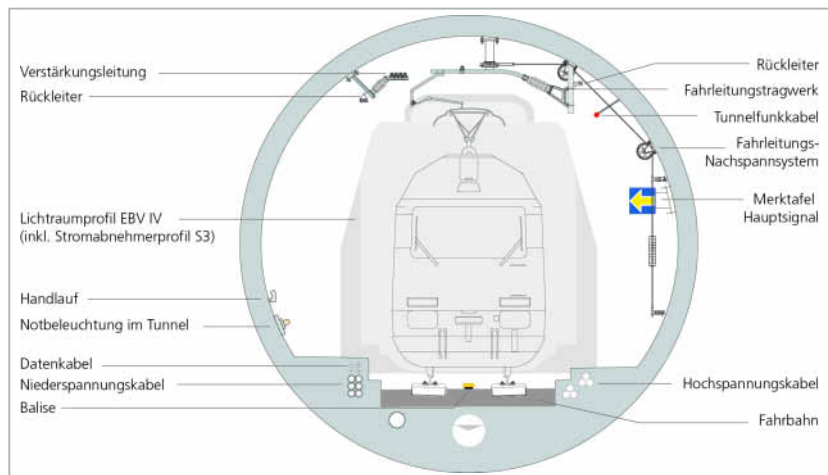 Verstärkungsleitung
Rückleiter
Lichtraumprofil EBV IV
(inkl. Stromabnehmerprofil S3)
Handlauf
Notbeleuchtung im Tunnel
Datenkabel
Niederspannungskabel
Balise
Rückleiter
Fahrleitungstragwerk
Tunnelfunkkabel
Fahrleitungs-
Nachspannsystem
Merktafel
Hauptsignal
Hochspannungskabel
Fahrbahn